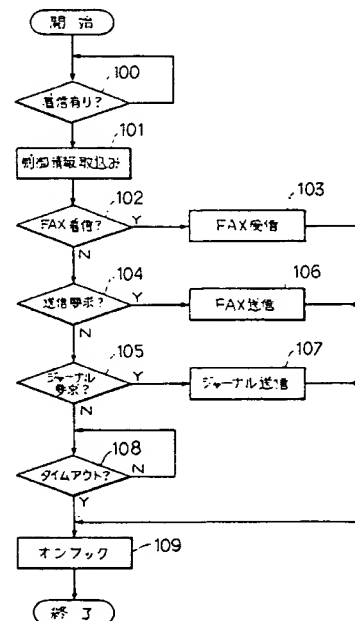 開始
100
着信有り?
101
制御情報取込み
102
103
FAX着信?
Y
FAX受信
N
104
106
送信要求?
Y
FAX送信
N
105
107
ジャーナル
要求?
Y
ジャーナル送信
N
108
タイムアウト?
N
Y
オンフック
109
終了